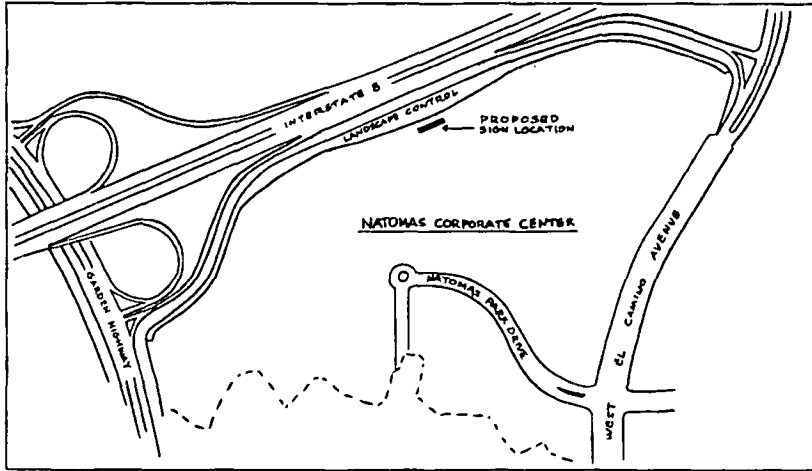 INTERSTATE 5
LANDSCAPE CONTROL
PROPOSED
SIGN LOCATION
NATOMAS CORPORATE CENTER
NATOMAS PARK DRIVE
GARDEN HIGHWAY
WEST EL CAMINO AVENUE